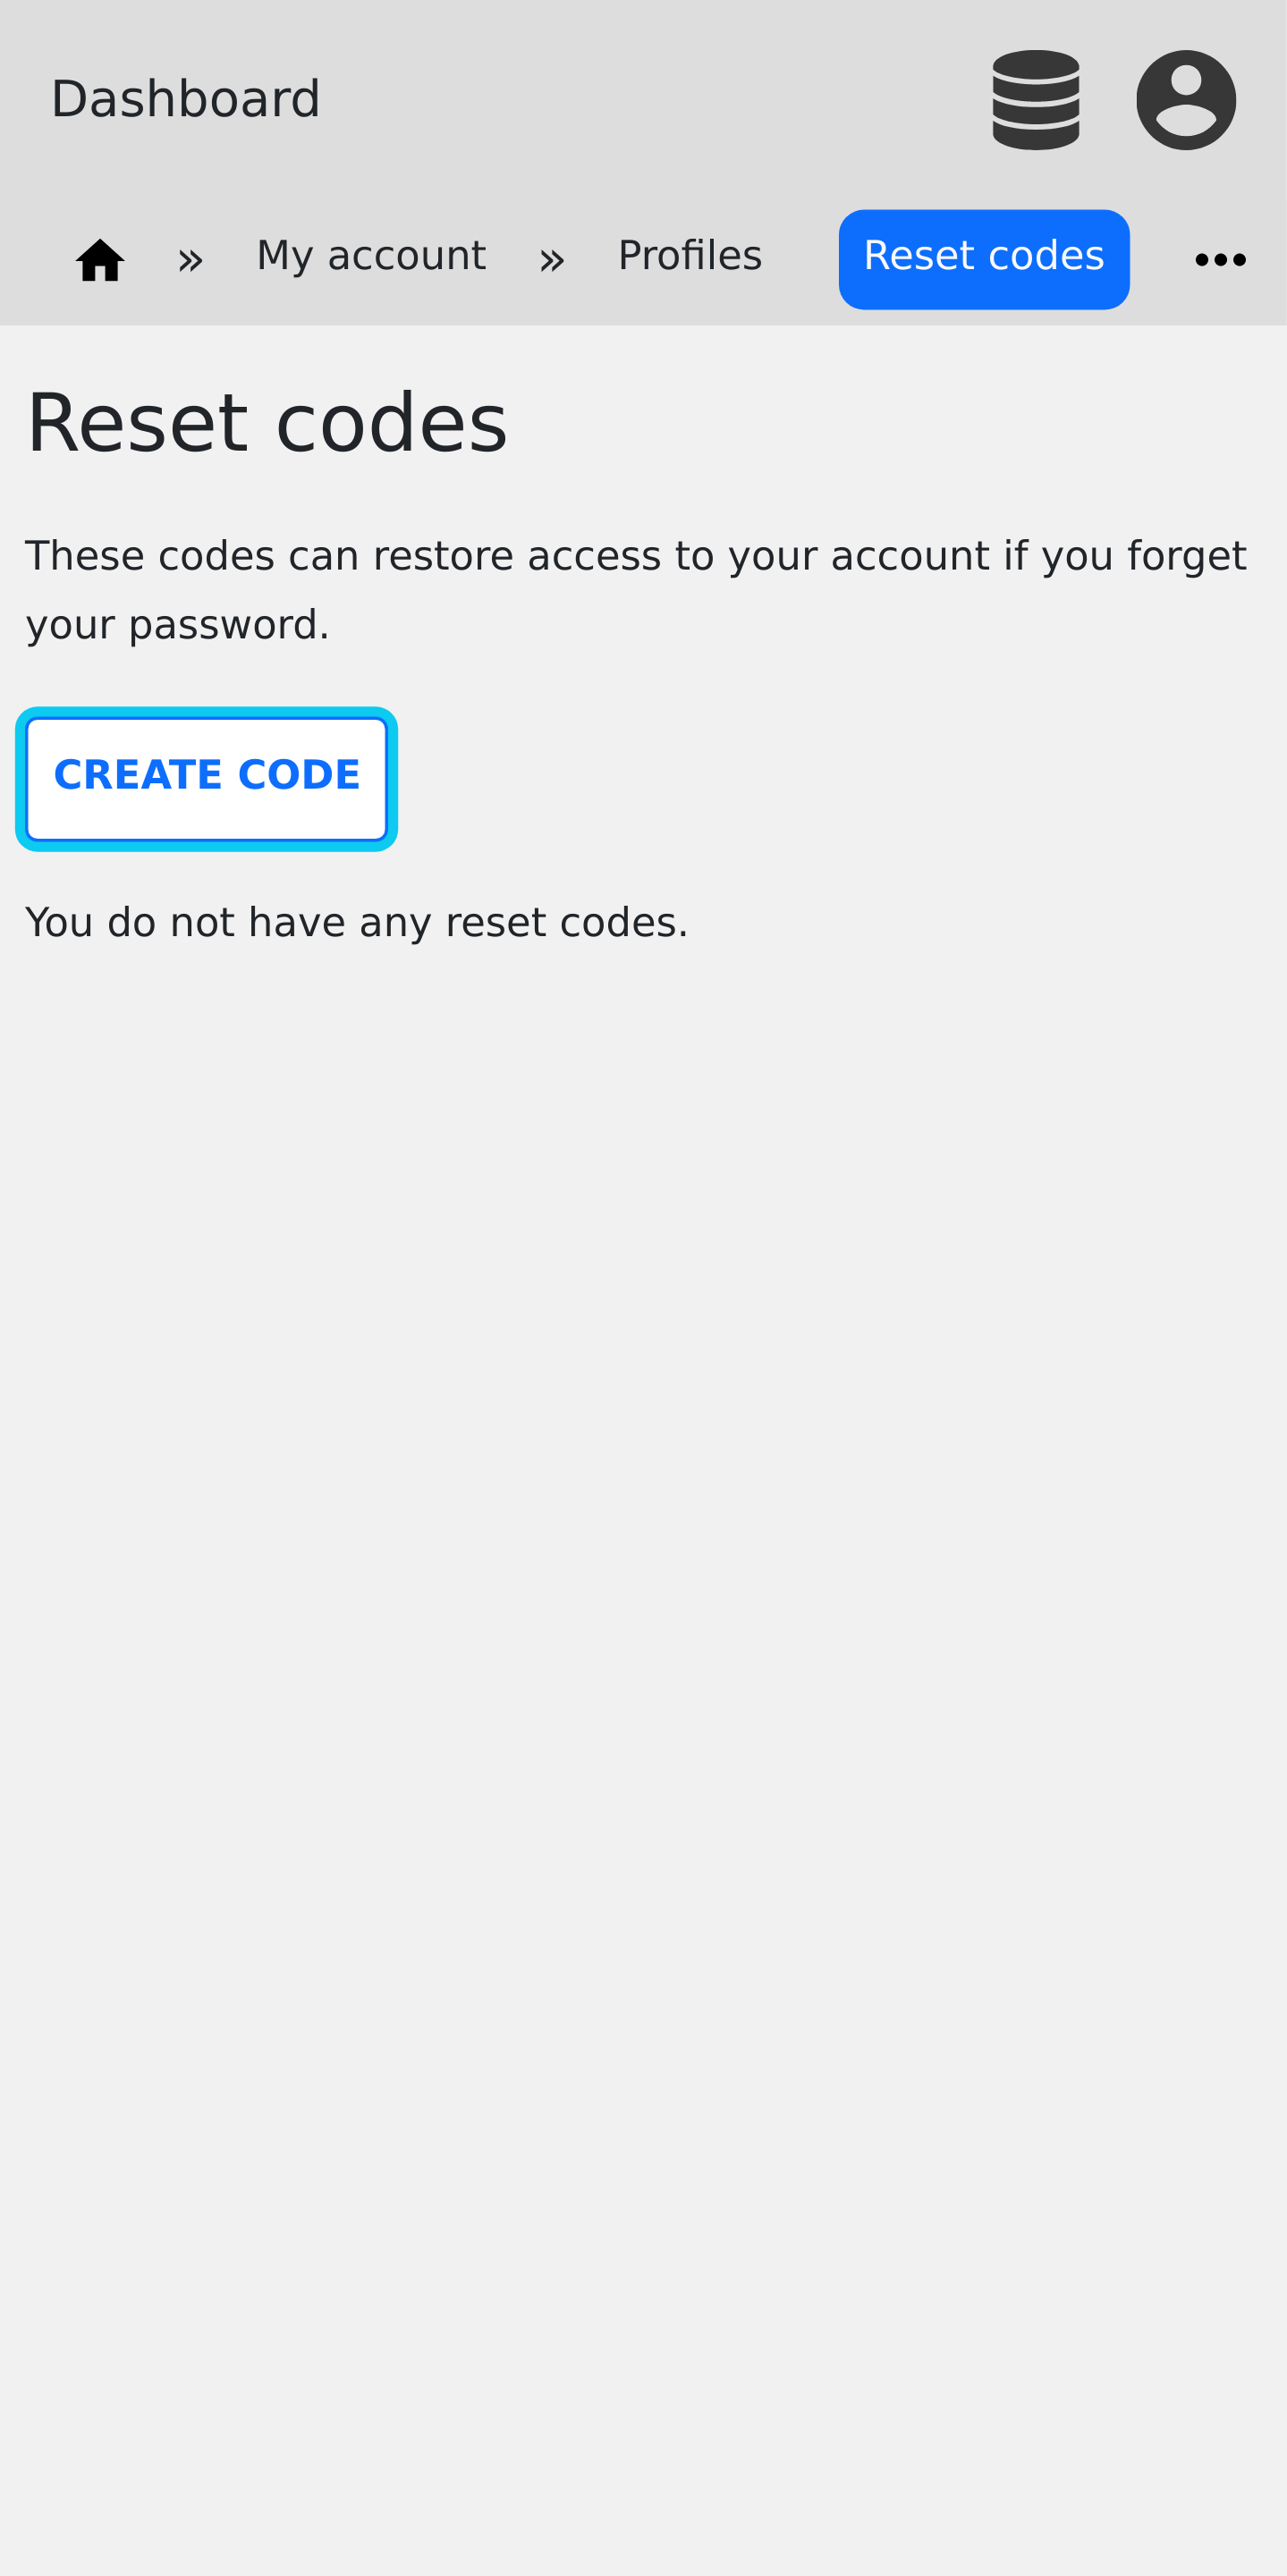 Dashboard
» My account » Profiles Reset codes
Reset codes
These codes can restore access to your account if you forget
your password.
CREATE CODE
You do not have any reset codes.